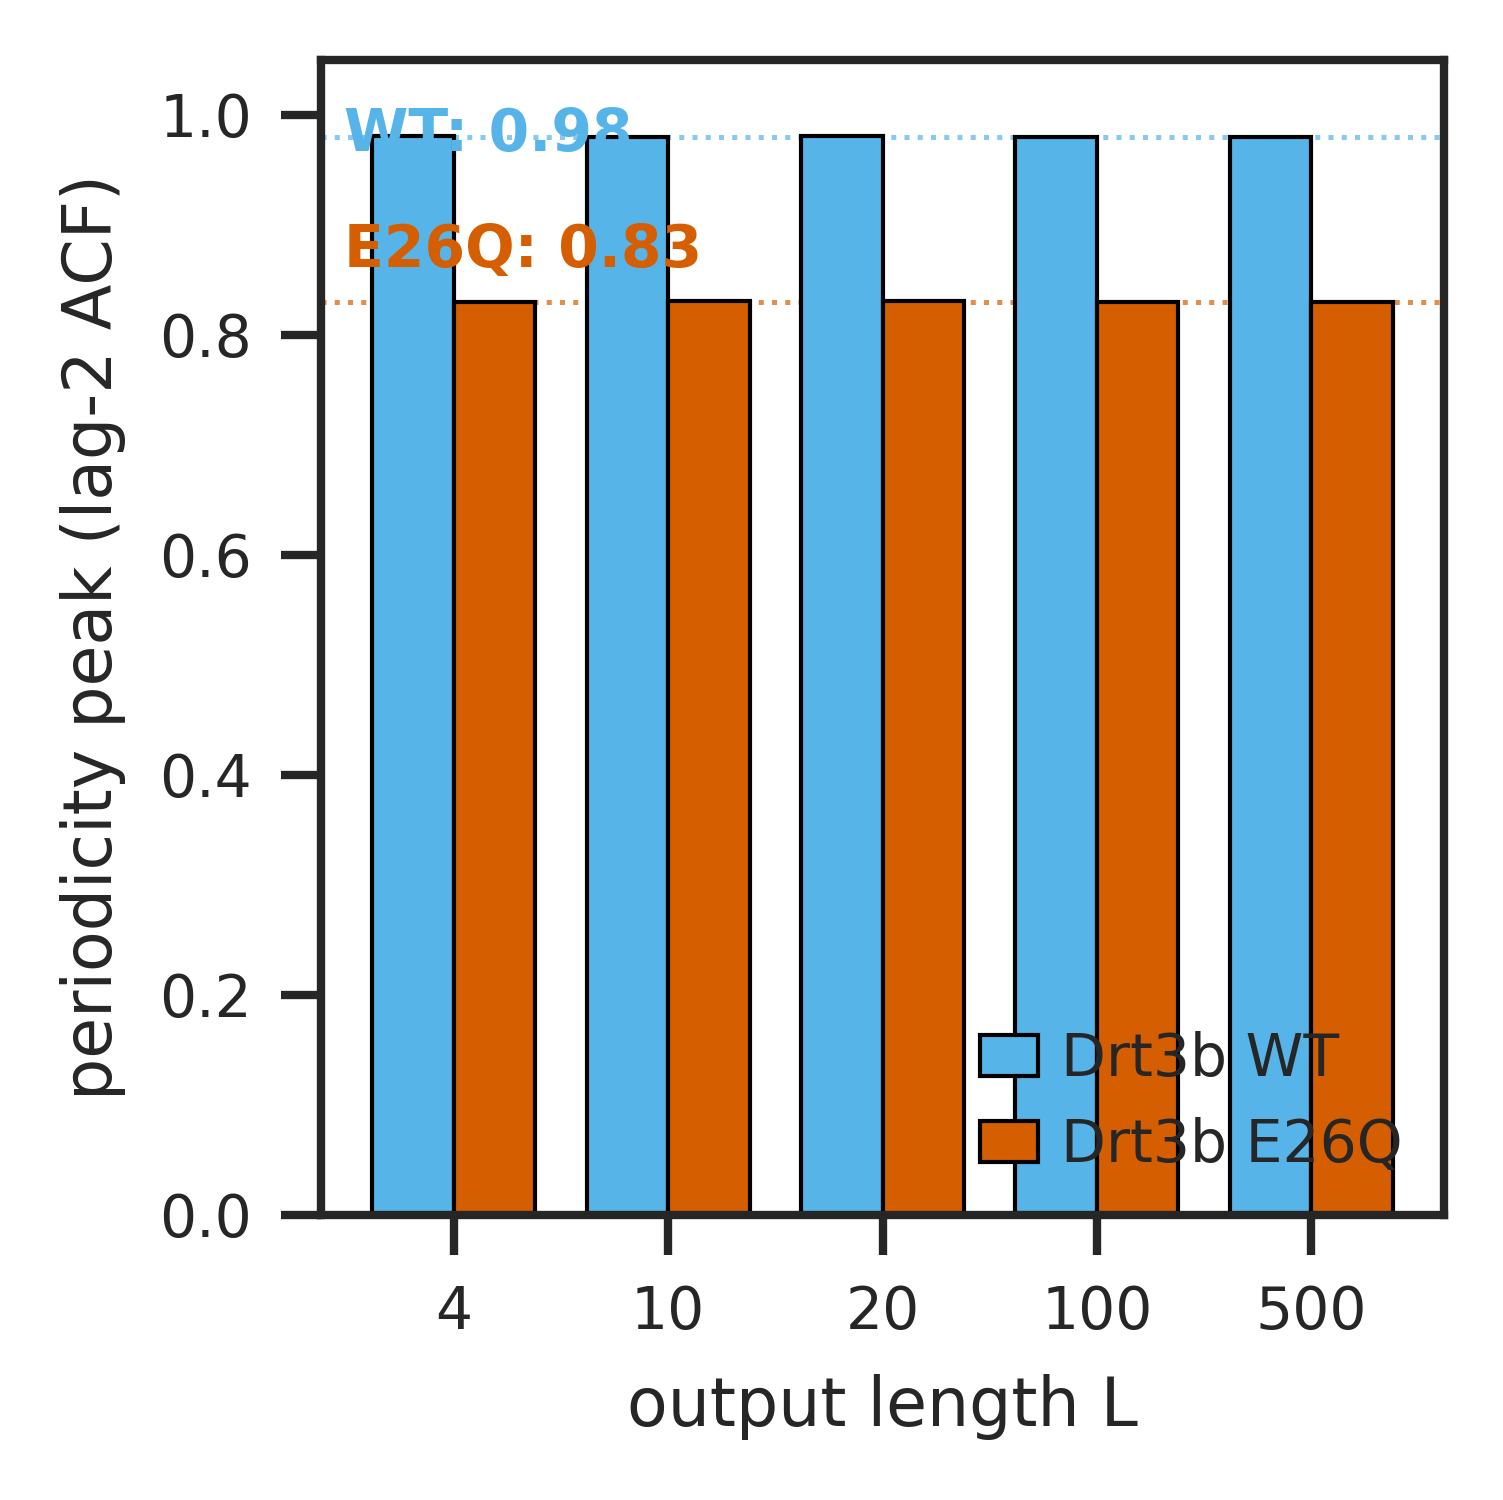 1.0
0.8
0.6
0.4
0.2
0.0
periodicity peak (lag-2 ACF)
WT: 0.98
E26Q: 0.83
Drt3b WT
Drt3b E26Q
4 10 20 100 500
output length L